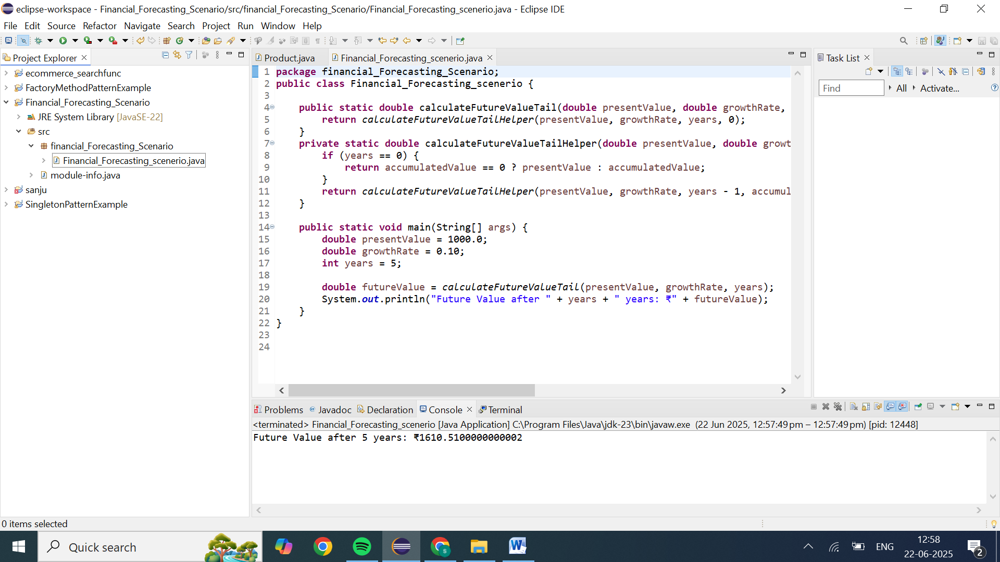 eclipse-workspace - Financial_Forecasting_Scenario/src/financial_Forecasting_Scenario/Financial_Forecasting_scenerio.java - Eclipse IDE
File Edit Source Refactor Navigate Search Project Run Window Help
Project Explorer
ecommerce_searchfunc
FactoryMethodPatternExample
Financial_Forecasting_Scenario
JRE System Library [JavaSE-22]
src
financial_Forecasting_Scenario
Financial_Forecasting_scenerio.java
module-info.java
sanju
SingletonPatternExample
Product.java Financial_Forecasting_scenerio.java
1 package financial_Forecasting_Scenario;
2 public class Financial_Forecasting_scenerio {
3
4 public static double calculateFutureValueTail(double presentValue, double growthRate,
5 return calculateFutureValueTailHelper(presentValue, growthRate, years, 0);
6 }
7 private static double calculateFutureValueTailHelper(double presentValue, double growt
8 if (years == 0) {
9 return accumulatedValue == 0 ? presentValue : accumulatedValue;
10 }
11 return calculateFutureValueTailHelper(presentValue, growthRate, years - 1, accumul
12 }
13
14 public static void main(String[] args) {
15 double presentValue = 1000.0;
16 double growthRate = 0.10;
17 int years = 5;
18
19 double futureValue = calculateFutureValueTail(presentValue, growthRate, years);
20 System.out.println("Future Value after " + years + " years: ₹" + futureValue);
21 }
22 }
23
24
Task List
Find All Activate...
Problems Javadoc Declaration Console Terminal
<terminated> Financial_Forecasting_scenerio [Java Application] C:\Program Files\Java\jdk-23\bin\javaw.exe (22 Jun 2025, 12:57:49 pm – 12:57:49 pm) [pid: 12448]
Future Value after 5 years: ₹1610.5100000000002
0 items selected
Quick search
ENG
12:58
22-06-2025
2